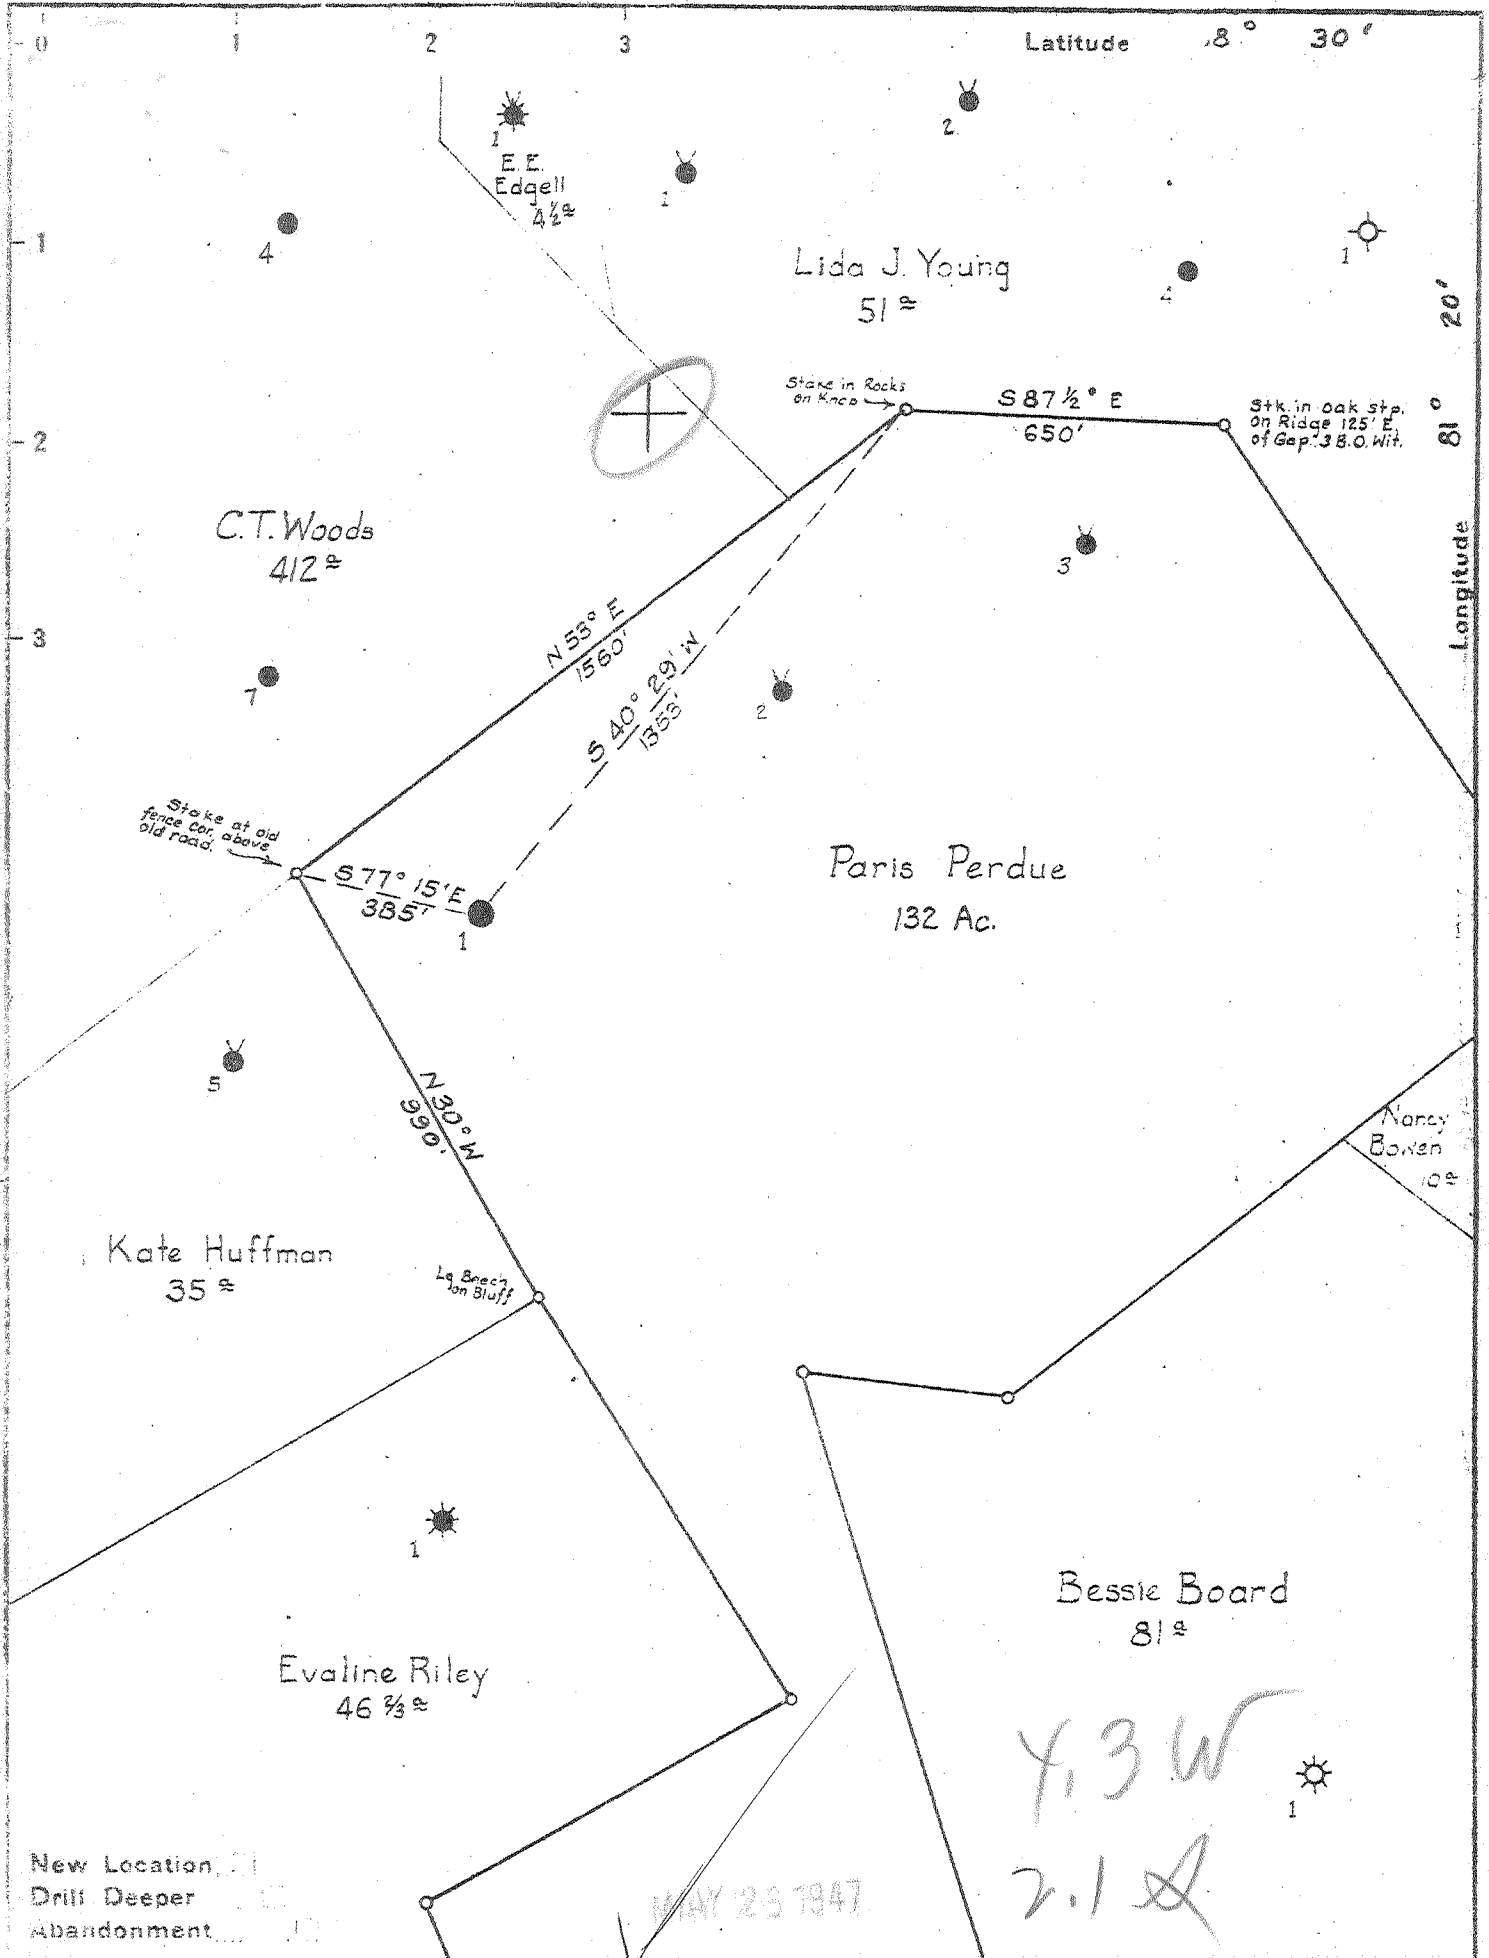 0 1 2 3
Latitude 8° 30'
1
2
3
Longitude 81° 20'
1
E.E.
Edgell
4½ a
1
2
4
Lida J. Young
51 a
4
1
Stake in Rocks
on Knob
S 87 ½° E
650'
Stk. in Oak Stp.
on Ridge 125' E.
of Gap. 3 B.O. Wit.
C.T. Woods
412 a
3
N 53° E
1560'
S 40° 29' W
1353'
7
2
Stake at old
fence cor. above
old road.
S 77° 15' E
385'
1
Paris Perdue
132 Ac.
5
N 30° W
990'
Nancy
Bowen
10 a
Kate Huffman
35 a
Lg. Beech
on Bluff
1
Bessie Board
81 a
Evaline Riley
46 ⅔ a
1
New Location
Drill Deeper
Abandonment
MAY 1947